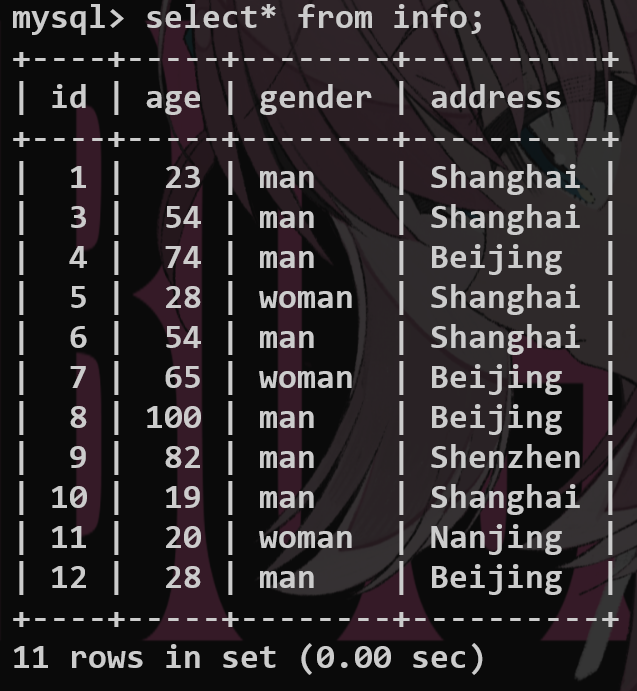 mysql> select* from info;
+----+-----+--------+----------+
| id | age | gender | address  |
+----+-----+--------+----------+
|  1 |  23 | man    | Shanghai |
|  3 |  54 | man    | Shanghai |
|  4 |  74 | man    | Beijing  |
|  5 |  28 | woman  | Shanghai |
|  6 |  54 | man    | Shanghai |
|  7 |  65 | woman  | Beijing  |
|  8 | 100 | man    | Beijing  |
|  9 |  82 | man    | Shenzhen |
| 10 |  19 | man    | Shanghai |
| 11 |  20 | woman  | Nanjing  |
| 12 |  28 | man    | Beijing  |
+----+-----+--------+----------+
11 rows in set (0.00 sec)